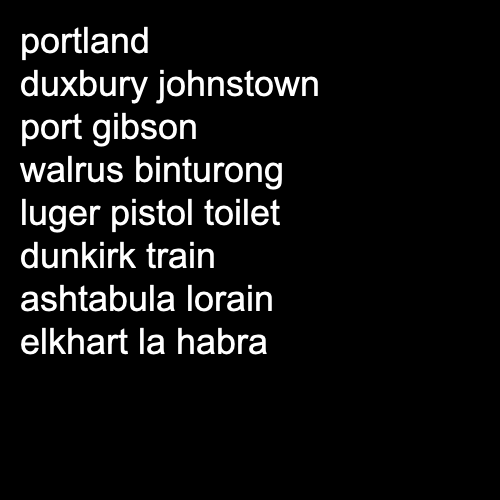 portland
duxbury johnstown
port gibson
walrus binturong
luger pistol toilet
dunkirk train
ashtabula lorain
elkhart la habra